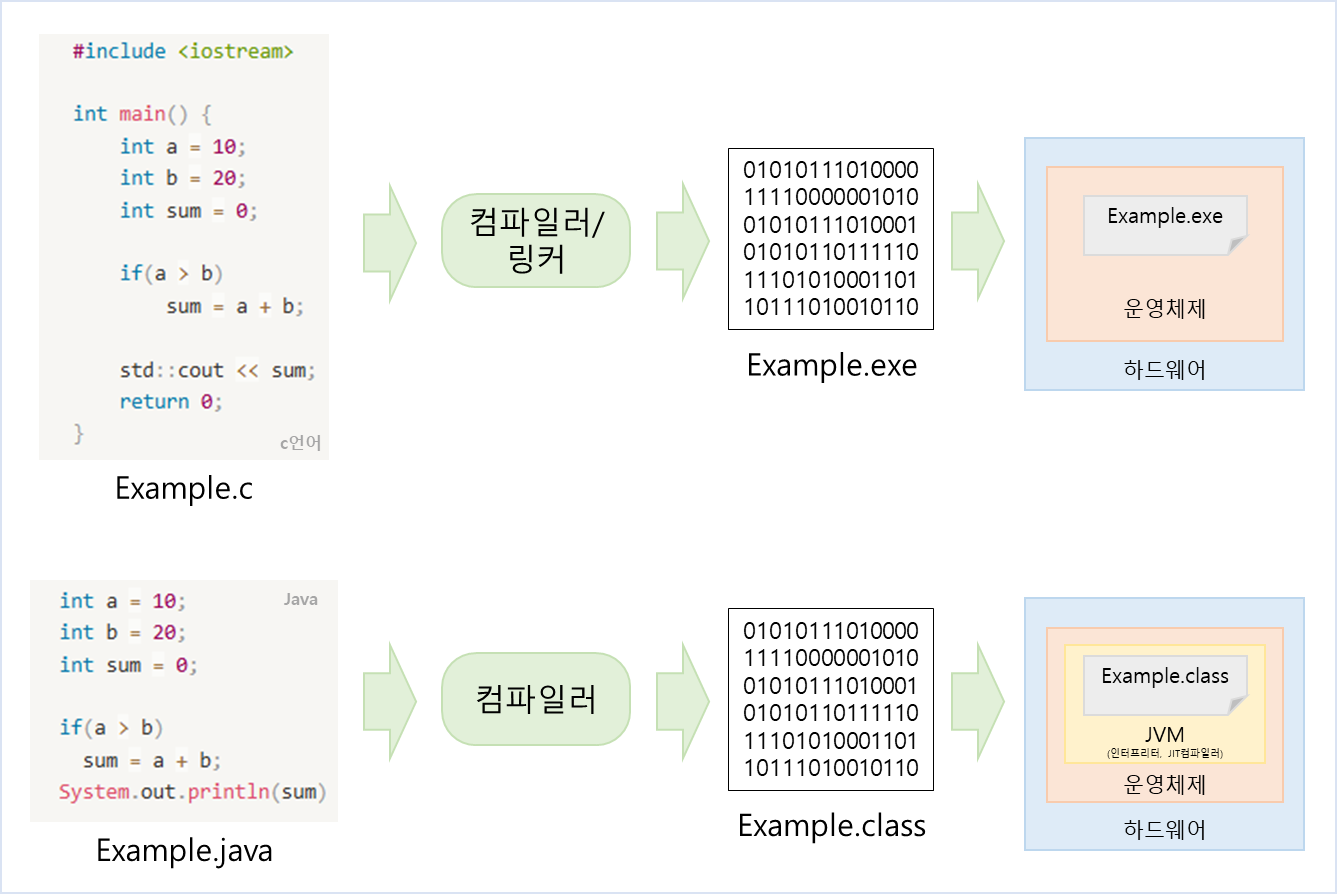 #include <iostream>
int main() {
int a = 10;
int b = 20;
int sum = 0;
if(a > b)
sum = a + b;
std::cout << sum;
return 0;
}
c언어
Example.c
컴파일러/
링커
01010111010000
11110000001010
01010111010001
01010110111110
11101010001101
10111010010110
Example.exe
Example.exe
운영체제
하드웨어
Java
int a = 10;
int b = 20;
int sum = 0;
if(a > b)
sum = a + b;
System.out.println(sum)
Example.java
컴파일러
01010111010000
11110000001010
01010111010001
01010110111110
11101010001101
10111010010110
Example.class
Example.class
JVM
(인터프리터, JIT컴파일러)
운영체제
하드웨어